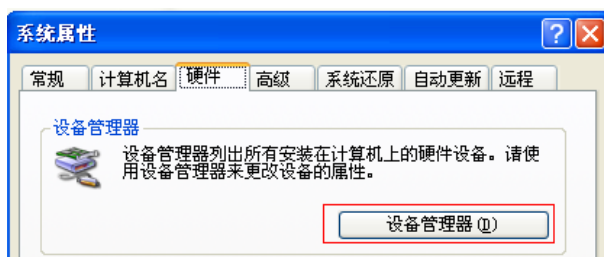 系统属性
常规 计算机名 硬件 高级 系统还原 自动更新 远程
设备管理器
设备管理器列出所有安装在计算机上的硬件设备。请使
用设备管理器来更改设备的属性。
设备管理器(D)